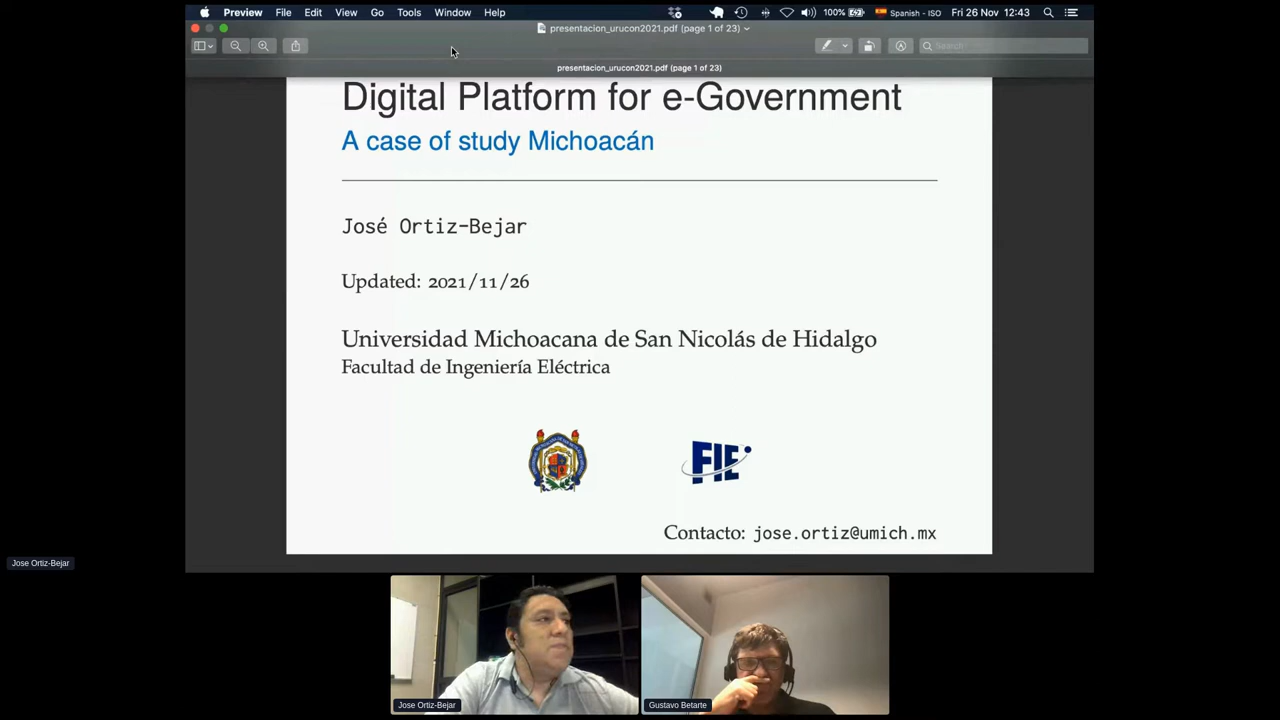 Preview File Edit View Go Tools Window Help 100% Spanish - ISO Fri 26 Nov 12:43
presentacion_urucon2021.pdf (page 1 of 23)
Search
presentacion_urucon2021.pdf (page 1 of 23)
Digital Platform for e-Government
A case of study Michoacán
José Ortiz-Bejar
Updated: 2021/11/26
Universidad Michoacana de San Nicolás de Hidalgo
Facultad de Ingeniería Eléctrica
FIE
Contacto: jose.ortiz@umich.mx
Jose Ortiz-Bejar
Jose Ortiz-Bejar
Gustavo Betarte